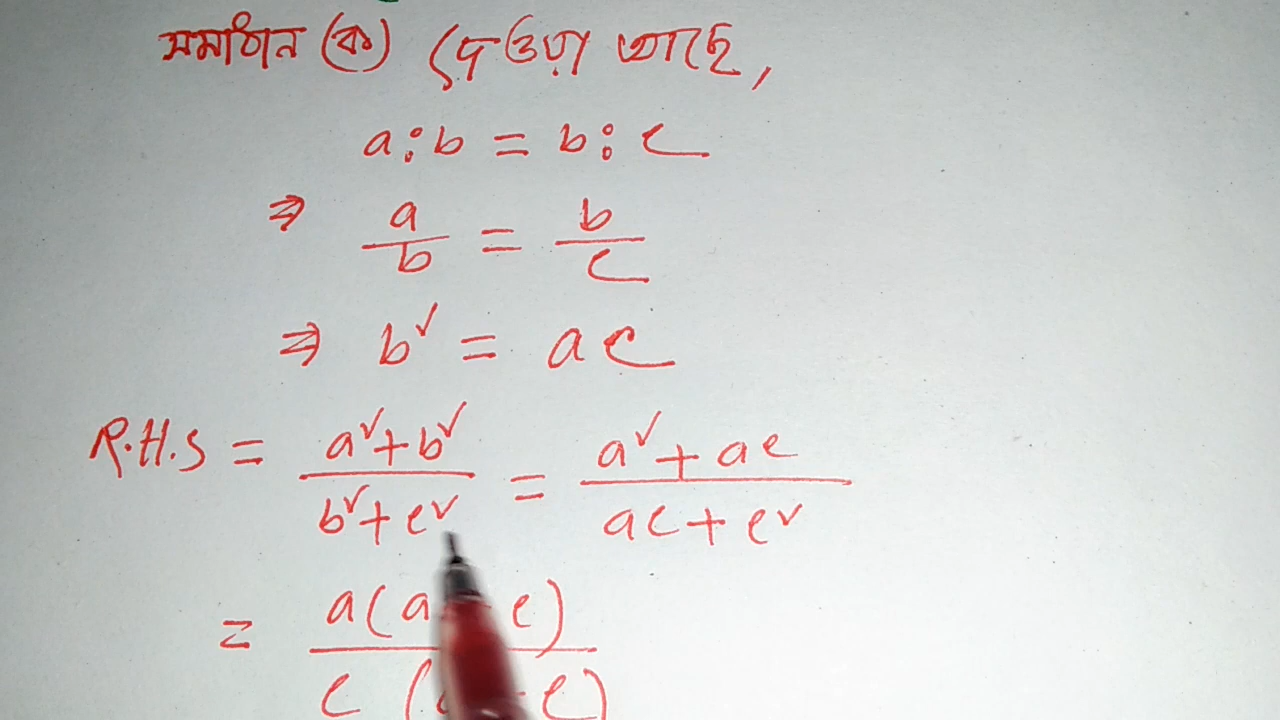 সমাধান (ক) দেওয়া আছে,
a:b = b:c
⇒ a/b = b/c
⇒ b² = ac
R.H.S = (a²+b²)/(b²+c²) = (a²+ac)/(ac+c²)
= a(a c)/c ( c)